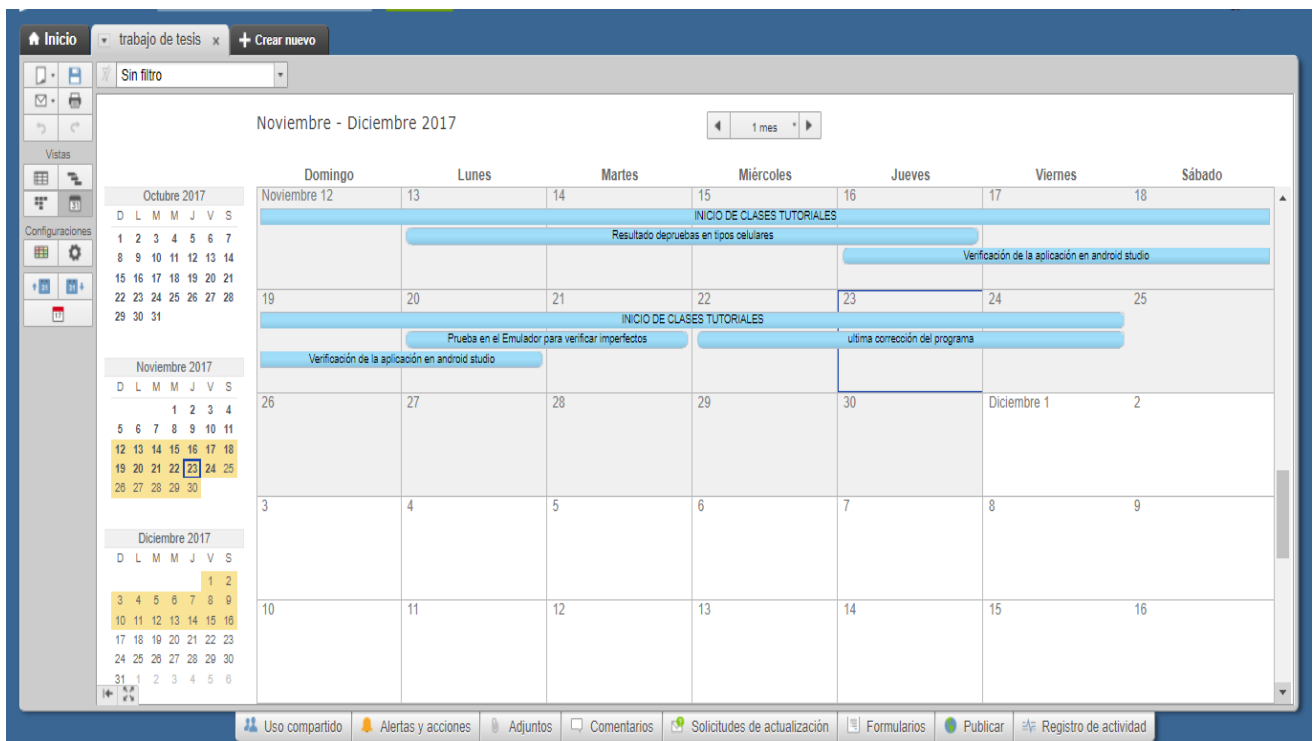 Inicio
trabajo de tesis x
Crear nuevo
Sin filtro
Vistas
Configuraciones
Noviembre - Diciembre 2017
1 mes
Octubre 2017
D L M M J V S
1 2 3 4 5 6 7
8 9 10 11 12 13 14
15 16 17 18 19 20 21
22 23 24 25 26 27 28
29 30 31
Noviembre 2017
D L M M J V S
1 2 3 4
5 6 7 8 9 10 11
12 13 14 15 16 17 18
19 20 21 22 23 24 25
26 27 28 29 30
Diciembre 2017
D L M M J V S
1 2
3 4 5 6 7 8 9
10 11 12 13 14 15 16
17 18 19 20 21 22 23
24 25 26 27 28 29 30
31 1 2 3 4 5 6
Domingo Lunes Martes Miércoles Jueves Viernes Sábado
Noviembre 12 13 14 15 16 17 18
INICIO DE CLASES TUTORIALES
Resultado depruebas en tipos celulares
Verificación de la aplicación en android studio
19 20 21 22 23 24 25
INICIO DE CLASES TUTORIALES
Prueba en el Emulador para verificar imperfectos ultima corrección del programa
Verificación de la aplicación en android studio
26 27 28 29 30 Diciembre 1 2
3 4 5 6 7 8 9
10 11 12 13 14 15 16
Uso compartido Alertas y acciones Adjuntos Comentarios Solicitudes de actualización Formularios Publicar Registro de actividad